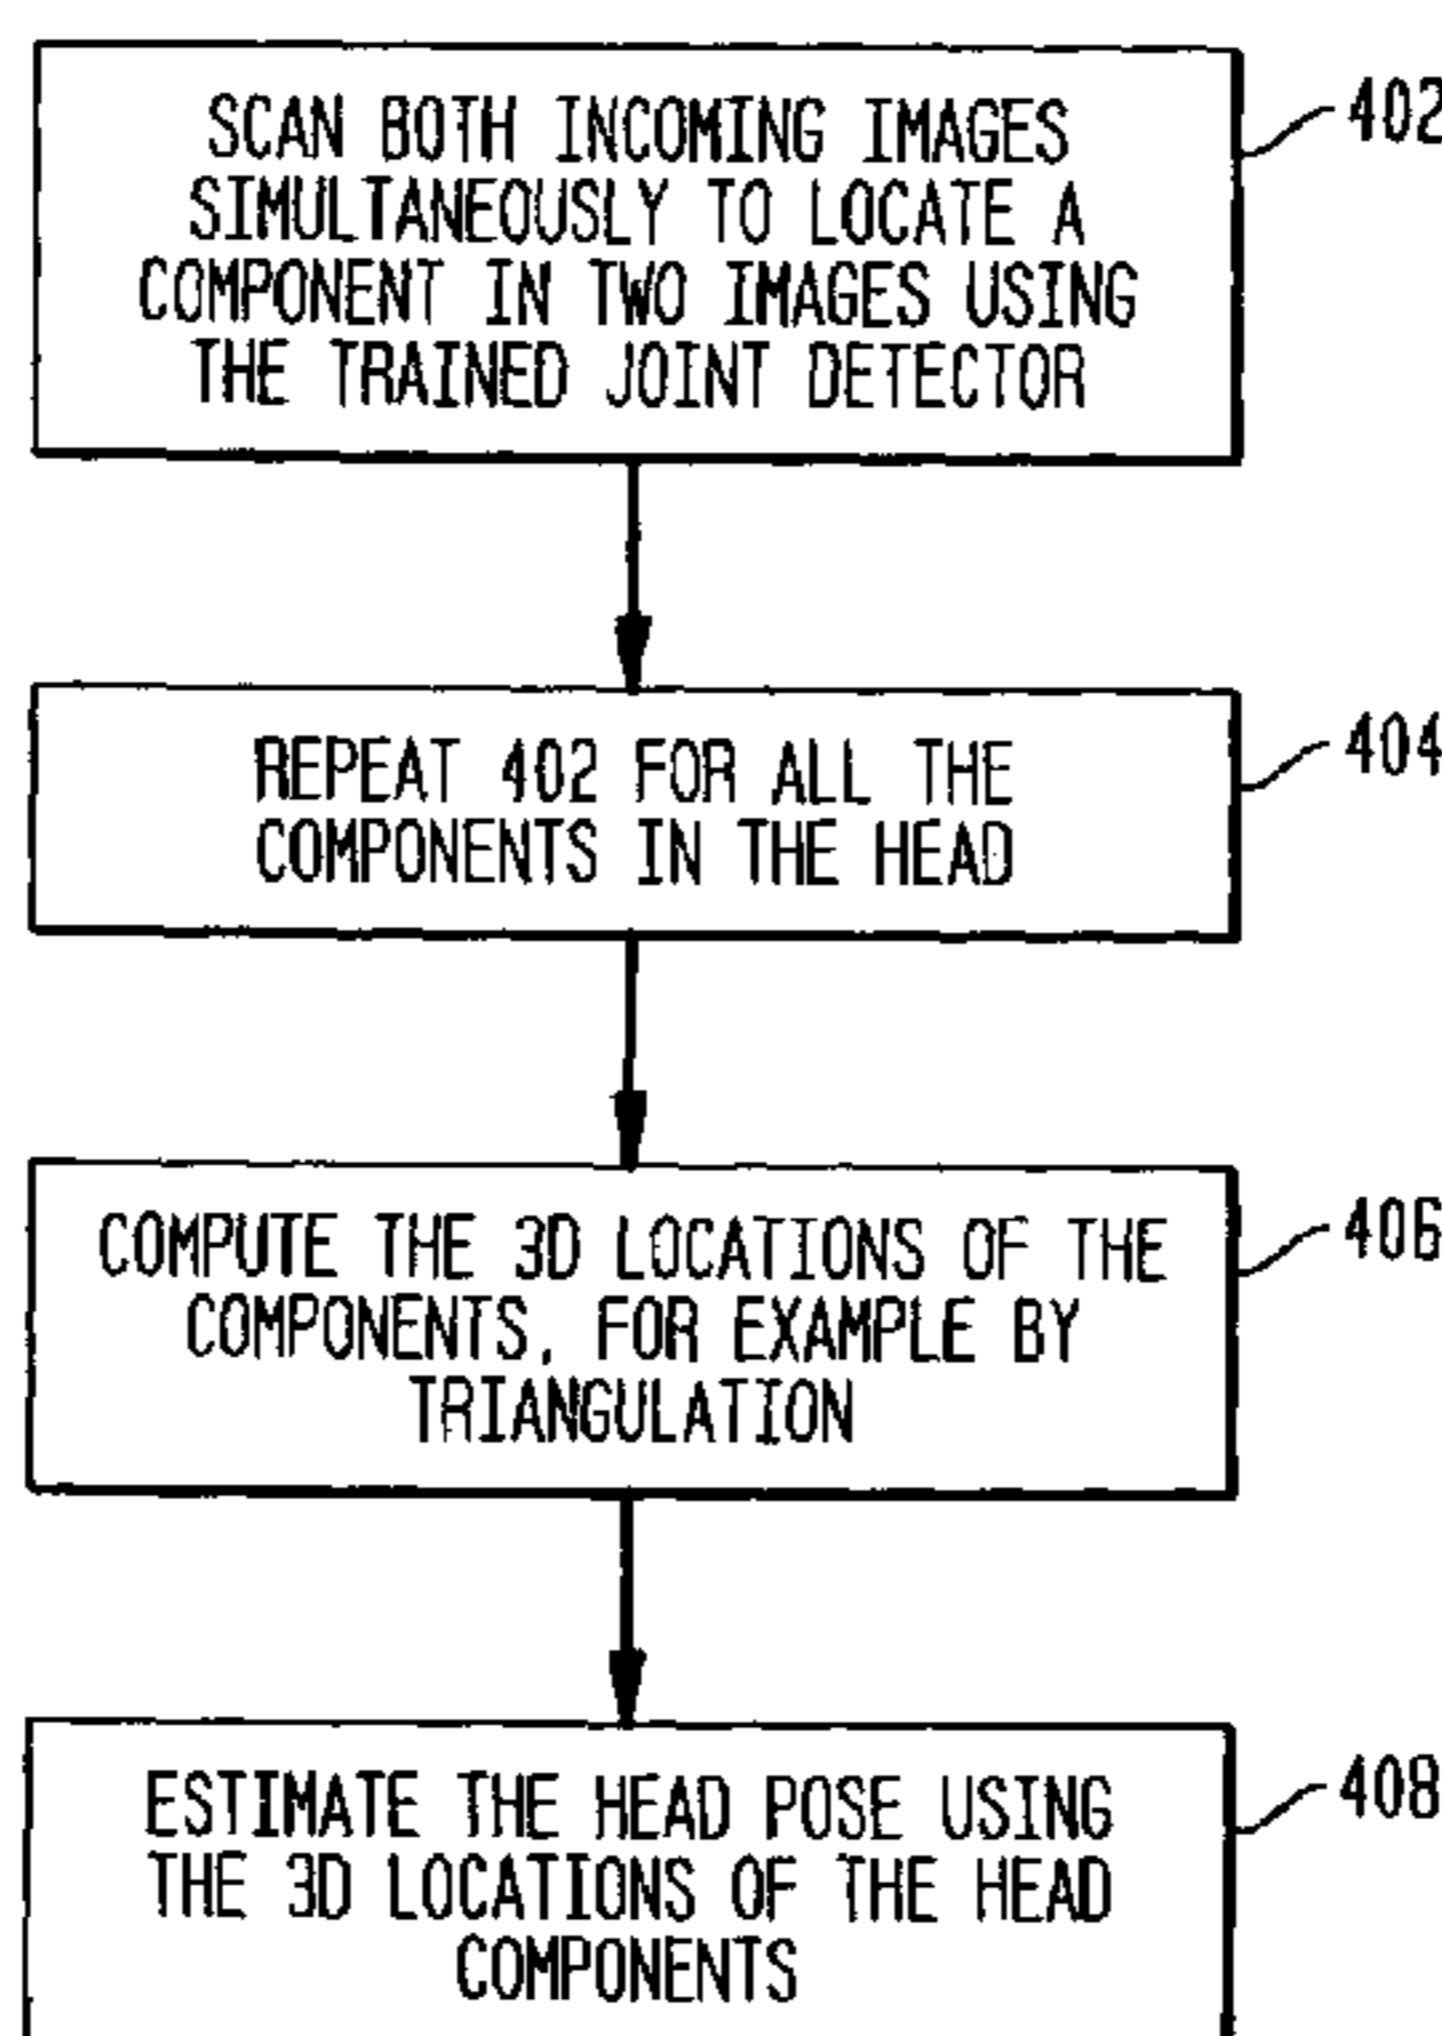 SCAN BOTH INCOMING IMAGES
SIMULTANEOUSLY TO LOCATE A
COMPONENT IN TWO IMAGES USING
THE TRAINED JOINT DETECTOR
402
REPEAT 402 FOR ALL THE
COMPONENTS IN THE HEAD
404
COMPUTE THE 3D LOCATIONS OF THE
COMPONENTS, FOR EXAMPLE BY
TRIANGULATION
406
ESTIMATE THE HEAD POSE USING
THE 3D LOCATIONS OF THE HEAD
COMPONENTS
408